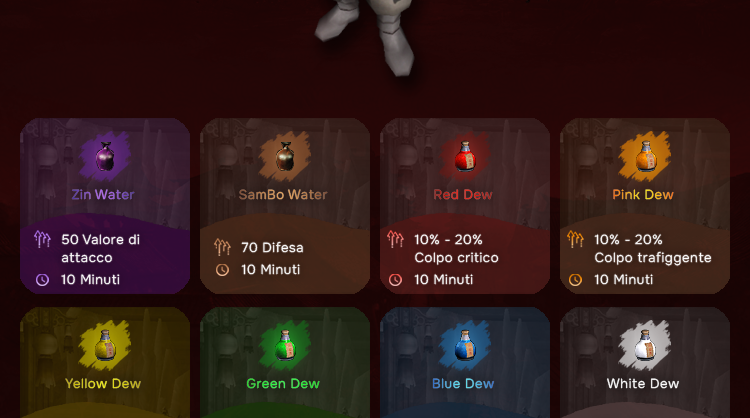 Zin Water
50 Valore di
attacco
10 Minuti
SamBo Water
70 Difesa
10 Minuti
Red Dew
10% - 20%
Colpo critico
10 Minuti
Pink Dew
10% - 20%
Colpo trafiggente
10 Minuti
Yellow Dew
Green Dew
Blue Dew
White Dew